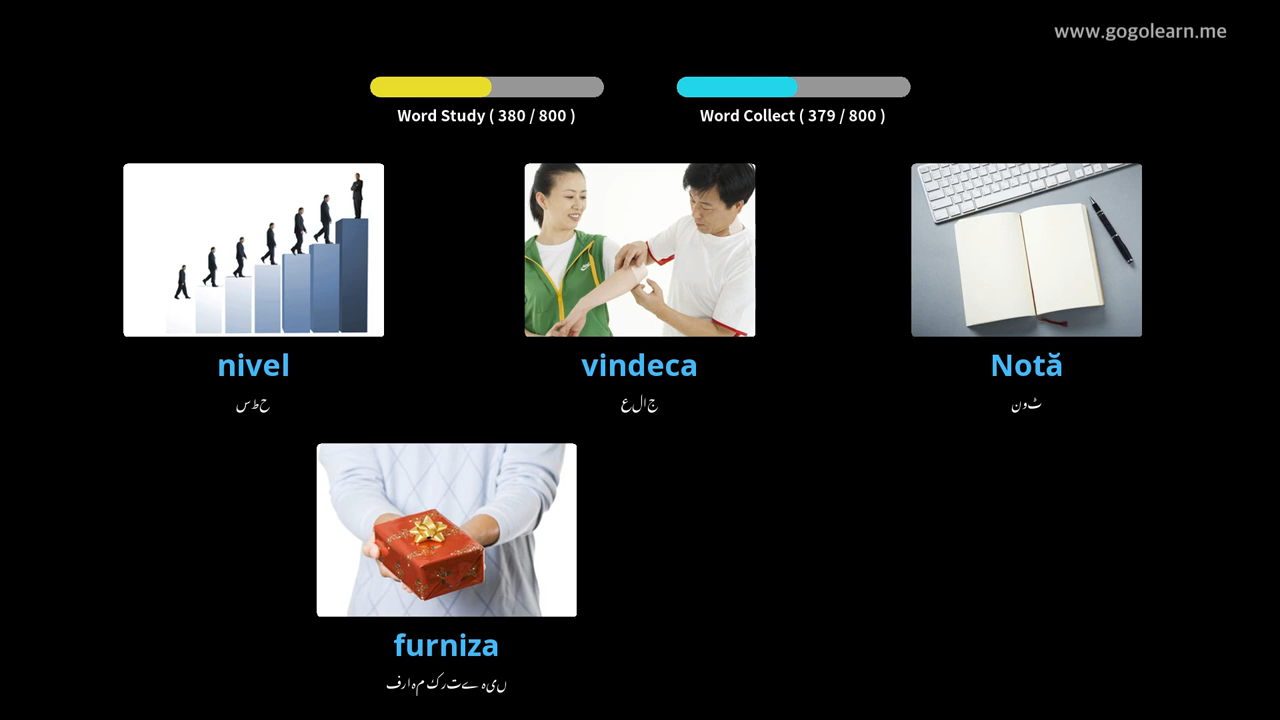 www.gogolearn.me
Word Study ( 380 / 800 )
Word Collect ( 379 / 800 )
nivel
سطح
vindeca
علاج
Notă
نوٹ
furniza
فراہم کرتے ہیں